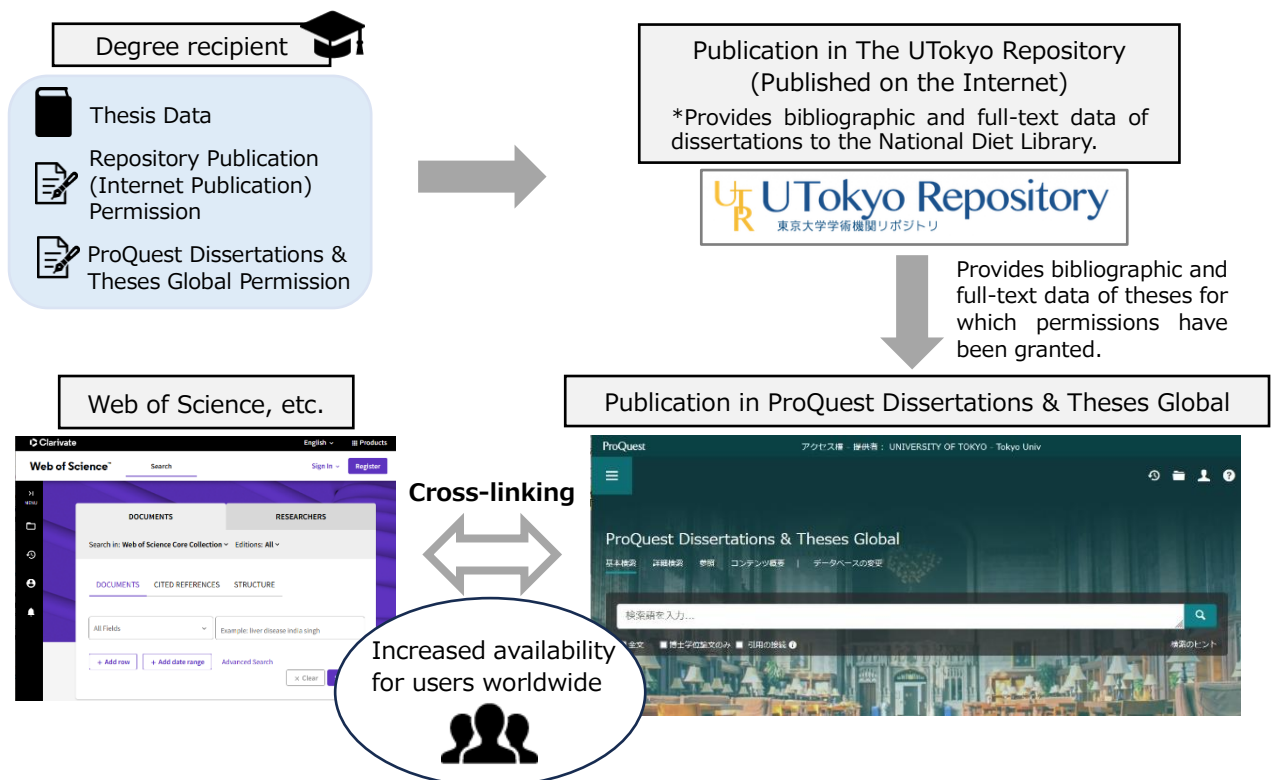 Degree recipient
Thesis Data
Repository Publication
(Internet Publication)
Permission
ProQuest Dissertations &
Theses Global Permission
Publication in The UTokyo Repository
(Published on the Internet)
*Provides bibliographic and full-text data of
dissertations to the National Diet Library.
UTR UTokyo Repository
東京大学学術機関リポジトリ
Provides bibliographic and
full-text data of theses for
which permissions have
been granted.
Web of Science, etc.
Clarivate English Products
Web of Science™ Search Sign In Register
MENU
DOCUMENTS RESEARCHERS
Search in: Web of Science Core Collection Editions: All
DOCUMENTS CITED REFERENCES STRUCTURE
All Fields Example: liver disease india singh
+ Add row + Add date range Advanced Search
× Clear
Cross-linking
Increased availability
for users worldwide
Publication in ProQuest Dissertations & Theses Global
ProQuest アクセス権 - 提供者 : UNIVERSITY OF TOKYO - Tokyo Univ
ProQuest Dissertations & Theses Global
基本検索 詳細検索 参照 コンテンツ概要 | データベースの変更
検索語を入力...
全文 博士学位論文のみ 引用の接続 検索のヒント